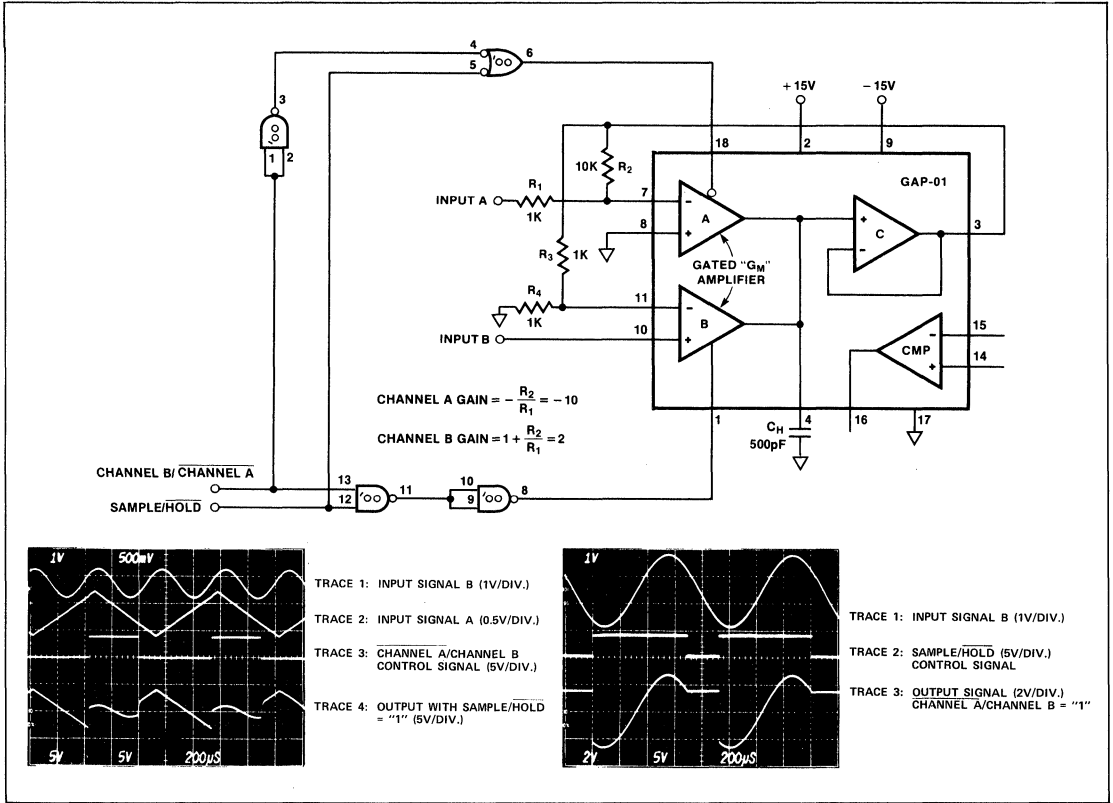 4
5
6
'00
3
'00
1
2
+15V
−15V
18
2
9
10K
R2
GAP-01
R1
INPUT A
1K
7
−
A
8
+
+
C
−
3
R3
1K
GATED "GM"
AMPLIFIER
R4
1K
11
−
B
10
+
INPUT B
−
15
CMP
+
14
CHANNEL A GAIN = − R2/R1 = −10
CHANNEL B GAIN = 1 + R2/R1 = 2
1
CH
500pF
4
16
17
CHANNEL B/CHANNEL A
SAMPLE/HOLD
13
12
'00
11
10
9
'00
8
1V
500mV
5V
5V
200µS
TRACE 1: INPUT SIGNAL B (1V/DIV.)
TRACE 2: INPUT SIGNAL A (0.5V/DIV.)
TRACE 3: CHANNEL A/CHANNEL B
CONTROL SIGNAL (5V/DIV.)
TRACE 4: OUTPUT WITH SAMPLE/HOLD
= "1" (5V/DIV.)
1V
2V
5V
200µS
TRACE 1: INPUT SIGNAL B (1V/DIV.)
TRACE 2: SAMPLE/HOLD (5V/DIV.)
CONTROL SIGNAL
TRACE 3: OUTPUT SIGNAL (2V/DIV.)
CHANNEL A/CHANNEL B = "1"